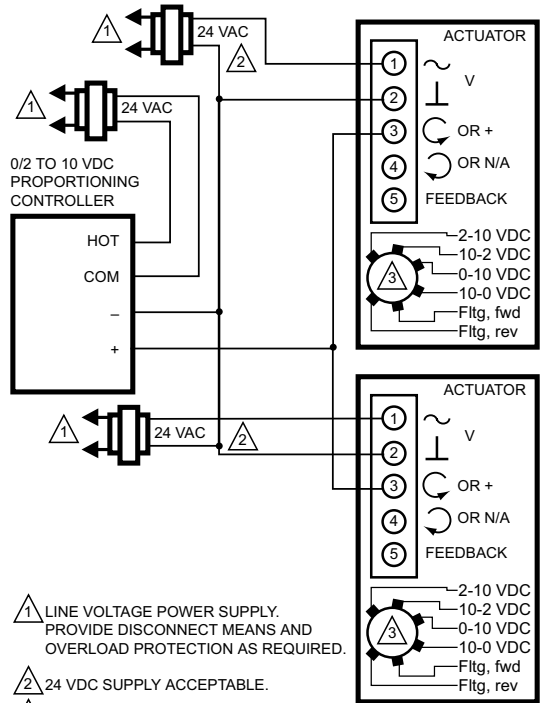 1
24 VAC
2
ACTUATOR
1
V
2
3 OR +
4 OR N/A
5 FEEDBACK
2-10 VDC
10-2 VDC
0-10 VDC
10-0 VDC
Fltg, fwd
Fltg, rev
3
1
24 VAC
0/2 TO 10 VDC
PROPORTIONING
CONTROLLER
HOT
COM
–
+
1
24 VAC
2
ACTUATOR
1
V
2
3 OR +
4 OR N/A
5 FEEDBACK
2-10 VDC
10-2 VDC
0-10 VDC
10-0 VDC
Fltg, fwd
Fltg, rev
3
1 LINE VOLTAGE POWER SUPPLY.
PROVIDE DISCONNECT MEANS AND
OVERLOAD PROTECTION AS REQUIRED.
2 24 VDC SUPPLY ACCEPTABLE.